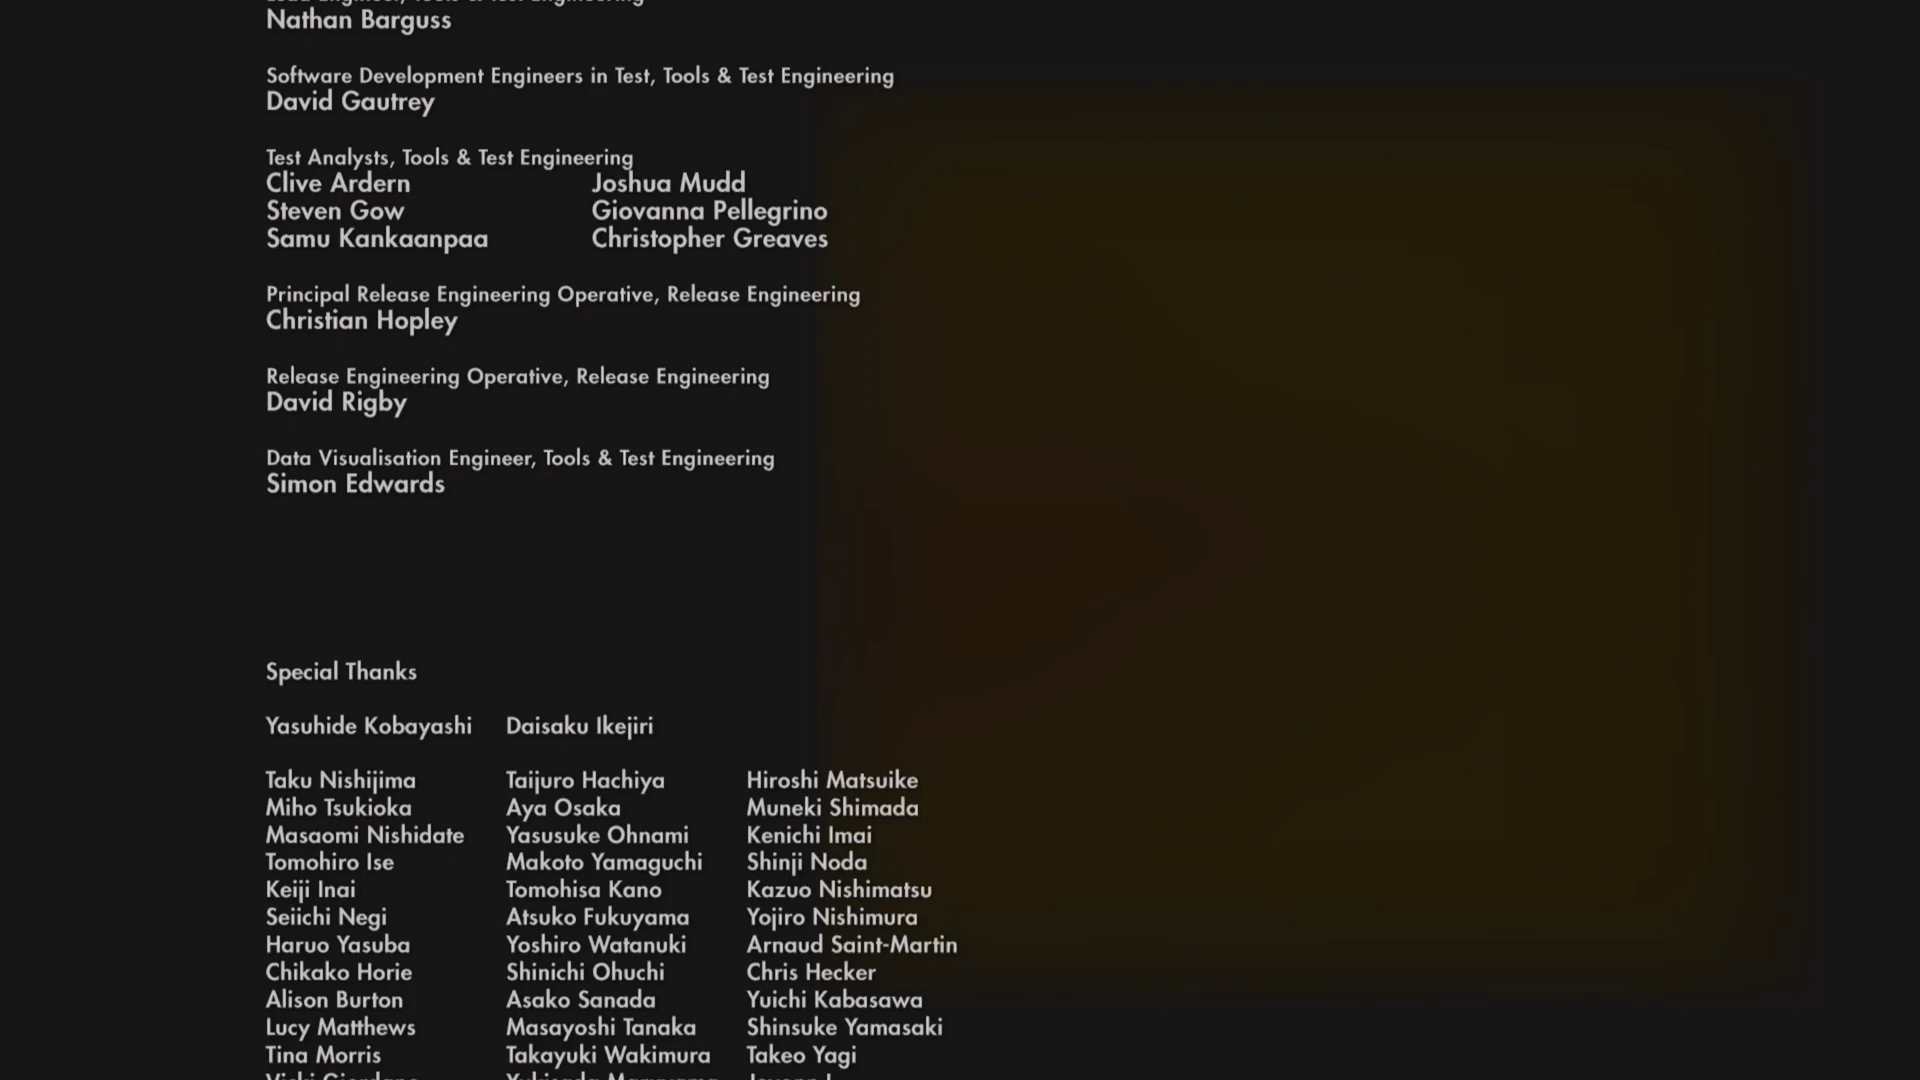 Nathan Barguss
Software Development Engineers in Test, Tools & Test Engineering
David Gautrey
Test Analysts, Tools & Test Engineering
Clive Ardern Joshua Mudd
Steven Gow Giovanna Pellegrino
Samu Kankaanpaa Christopher Greaves
Principal Release Engineering Operative, Release Engineering
Christian Hopley
Release Engineering Operative, Release Engineering
David Rigby
Data Visualisation Engineer, Tools & Test Engineering
Simon Edwards
Special Thanks
Yasuhide Kobayashi Daisaku Ikejiri
Taku Nishijima Taijuro Hachiya Hiroshi Matsuike
Miho Tsukioka Aya Osaka Muneki Shimada
Masaomi Nishidate Yasusuke Ohnami Kenichi Imai
Tomohiro Ise Makoto Yamaguchi Shinji Noda
Keiji Inai Tomohisa Kano Kazuo Nishimatsu
Seiichi Negi Atsuko Fukuyama Yojiro Nishimura
Haruo Yasuba Yoshiro Watanuki Arnaud Saint-Martin
Chikako Horie Shinichi Ohuchi Chris Hecker
Alison Burton Asako Sanada Yuichi Kabasawa
Lucy Matthews Masayoshi Tanaka Shinsuke Yamasaki
Tina Morris Takayuki Wakimura Takeo Yagi